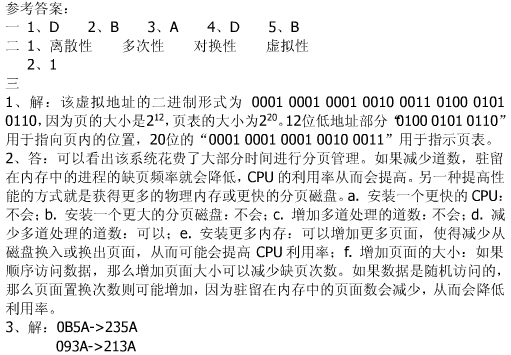 参考答案:
一 1、D 2、B 3、A 4、D 5、B
二 1、离散性 多次性 对换性 虚拟性
2、1
三
1、解：该虚拟地址的二进制形式为 0001 0001 0001 0010 0011 0100 0101
0110，因为页的大小是2¹²，页表的大小为2²⁰。12位低地址部分“0100 0101 0110”
用于指向页内的位置，20位的“0001 0001 0001 0010 0011”用于指示页表。
2、答：可以看出该系统花费了大部分时间进行分页管理。如果减少道数，驻留
在内存中的进程的缺页频率就会降低，CPU 的利用率从而会提高。另一种提高性
能的方式就是获得更多的物理内存或更快的分页磁盘。a. 安装一个更快的 CPU：
不会；b. 安装一个更大的分页磁盘：不会；c. 增加多道处理的道数：不会；d. 减
少多道处理的道数：可以；e. 安装更多内存：可以增加更多页面，使得减少从
磁盘换入或换出页面，从而可能会提高 CPU 利用率；f. 增加页面的大小：如果
顺序访问数据，那么增加页面大小可以减少缺页次数。如果数据是随机访问的，
那么页面置换次数则可能增加，因为驻留在内存中的页面数会减少，从而会降低
利用率。
3、解：0B5A->235A
093A->213A